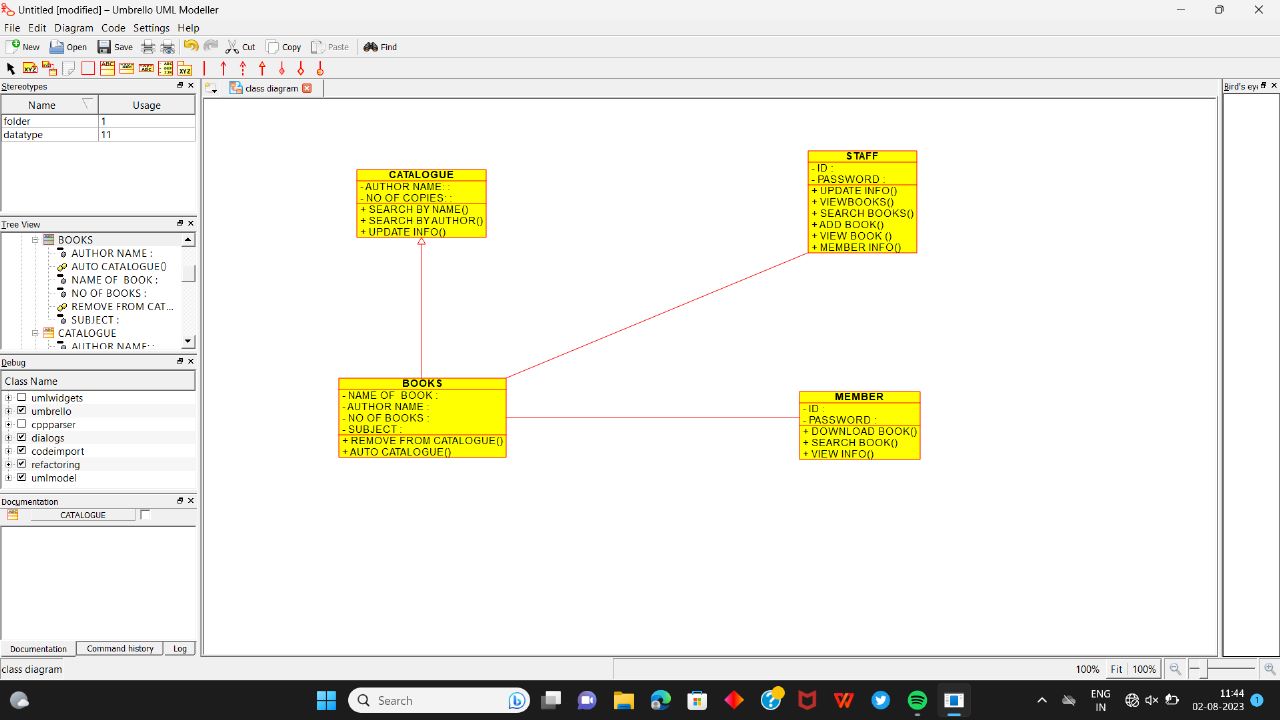 Untitled [modified] – Umbrello UML Modeller
File Edit Diagram Code Settings Help
New Open Save Cut Copy Paste Find
Stereotypes
Name Usage
folder 1
datatype 11
Tree View
BOOKS
AUTHOR NAME :
AUTO CATALOGUE()
NAME OF BOOK :
NO OF BOOKS :
REMOVE FROM CAT...
SUBJECT :
CATALOGUE
AUTHOR NAME: :
Debug
Class Name
umlwidgets
umbrello
cppparser
dialogs
codeimport
refactoring
umlmodel
Documentation
CATALOGUE
Documentation Command history Log
class diagram
class diagram
CATALOGUE
- AUTHOR NAME: :
- NO OF COPIES: :
+ SEARCH BY NAME()
+ SEARCH BY AUTHOR()
+ UPDATE INFO()
STAFF
- ID :
- PASSWORD :
+ UPDATE INFO()
+ VIEWBOOKS()
+ SEARCH BOOKS()
+ ADD BOOK()
+ VIEW BOOK ()
+ MEMBER INFO()
BOOKS
- NAME OF BOOK :
- AUTHOR NAME :
- NO OF BOOKS :
- SUBJECT :
+ REMOVE FROM CATALOGUE()
+ AUTO CATALOGUE()
MEMBER
- ID :
- PASSWORD :
+ DOWNLOAD BOOK()
+ SEARCH BOOK()
+ VIEW INFO()
Bird's eye
100% Fit 100%
Search
ENG
IN
11:44
02-08-2023
1